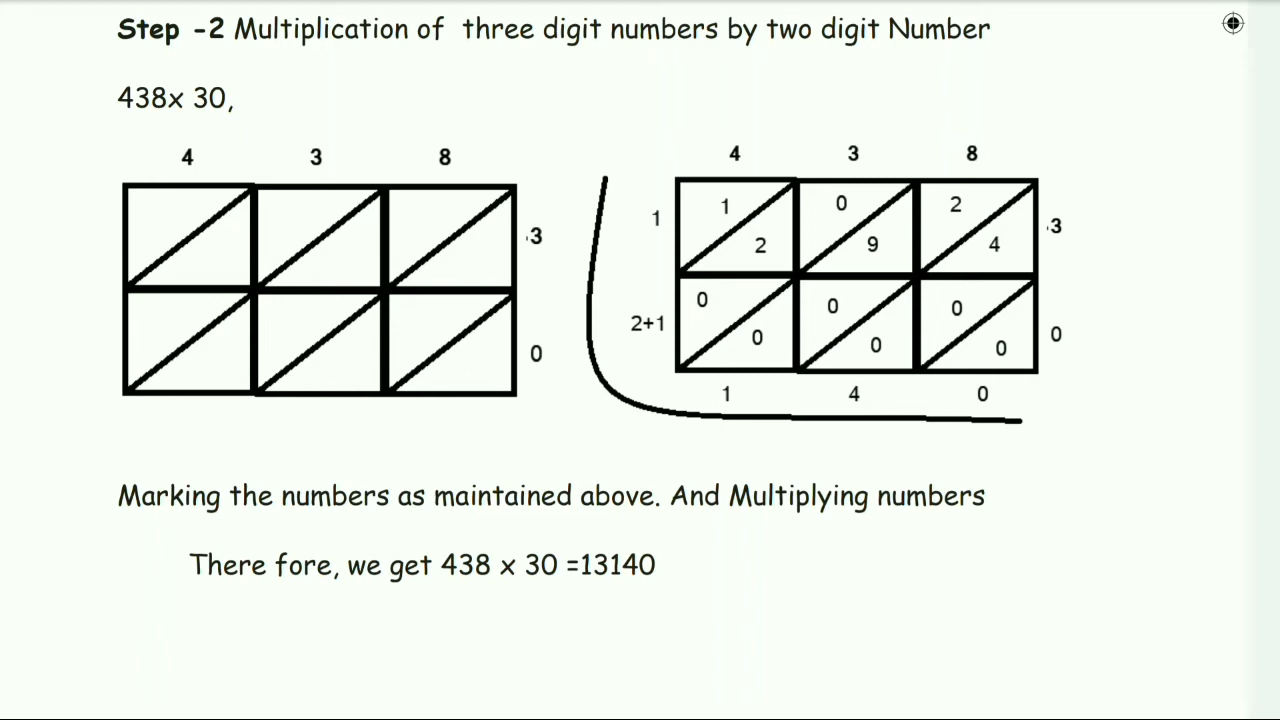 Step -2 Multiplication of three digit numbers by two digit Number
438x 30,
4 3 8
.3
0
4 3 8
1 1 0 2 .3
2 9 4
2+1 0 0 0 0
0 0 0
1 4 0
Marking the numbers as maintained above. And Multiplying numbers
There fore, we get 438 x 30 =13140